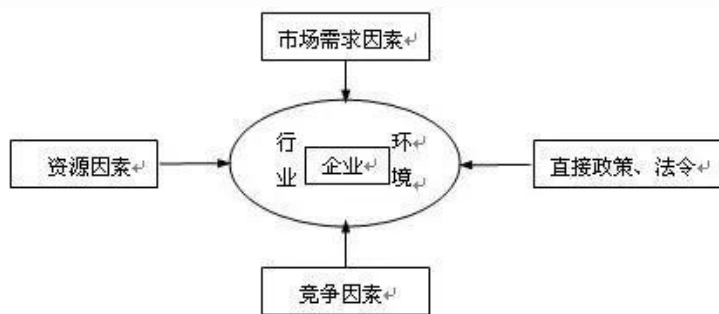 市场需求因素
行 环
资源因素 企业 直接政策、法令
业 境
竞争因素